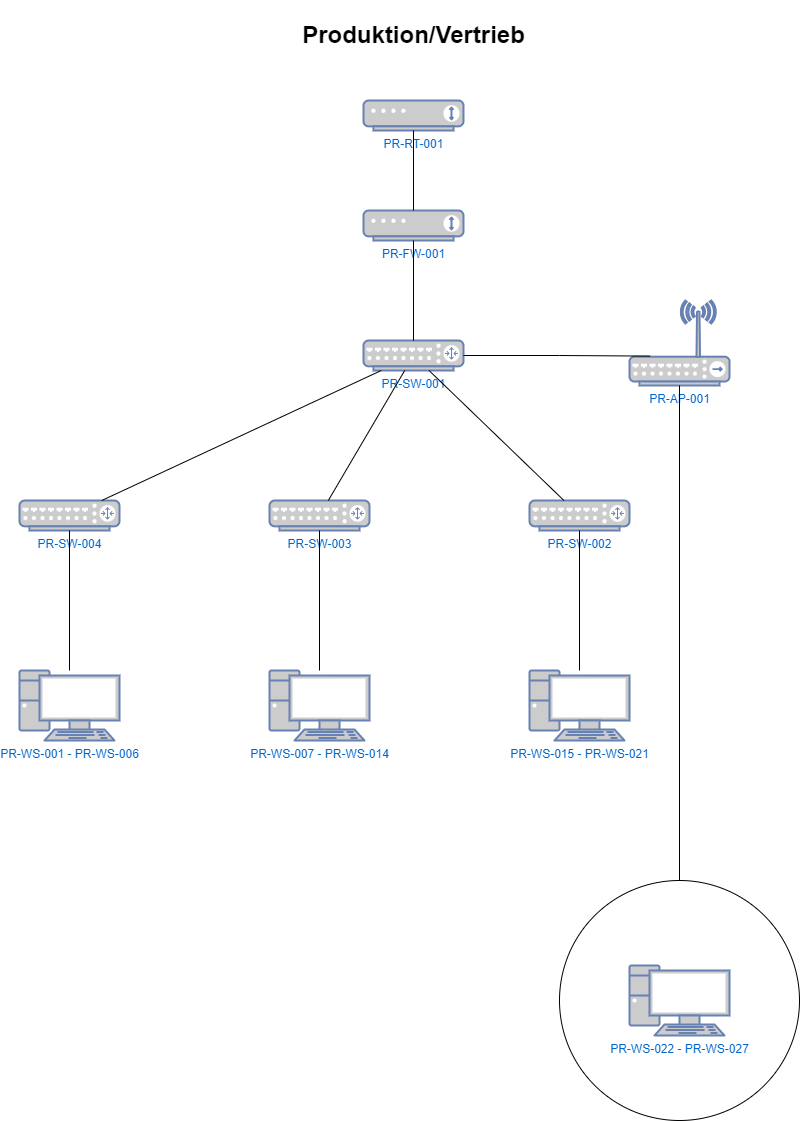 Produktion/Vertrieb
PR-RT-001
PR-FW-001
PR-SW-001
PR-AP-001
PR-SW-004
PR-SW-003
PR-SW-002
PR-WS-001 - PR-WS-006
PR-WS-007 - PR-WS-014
PR-WS-015 - PR-WS-021
PR-WS-022 - PR-WS-027